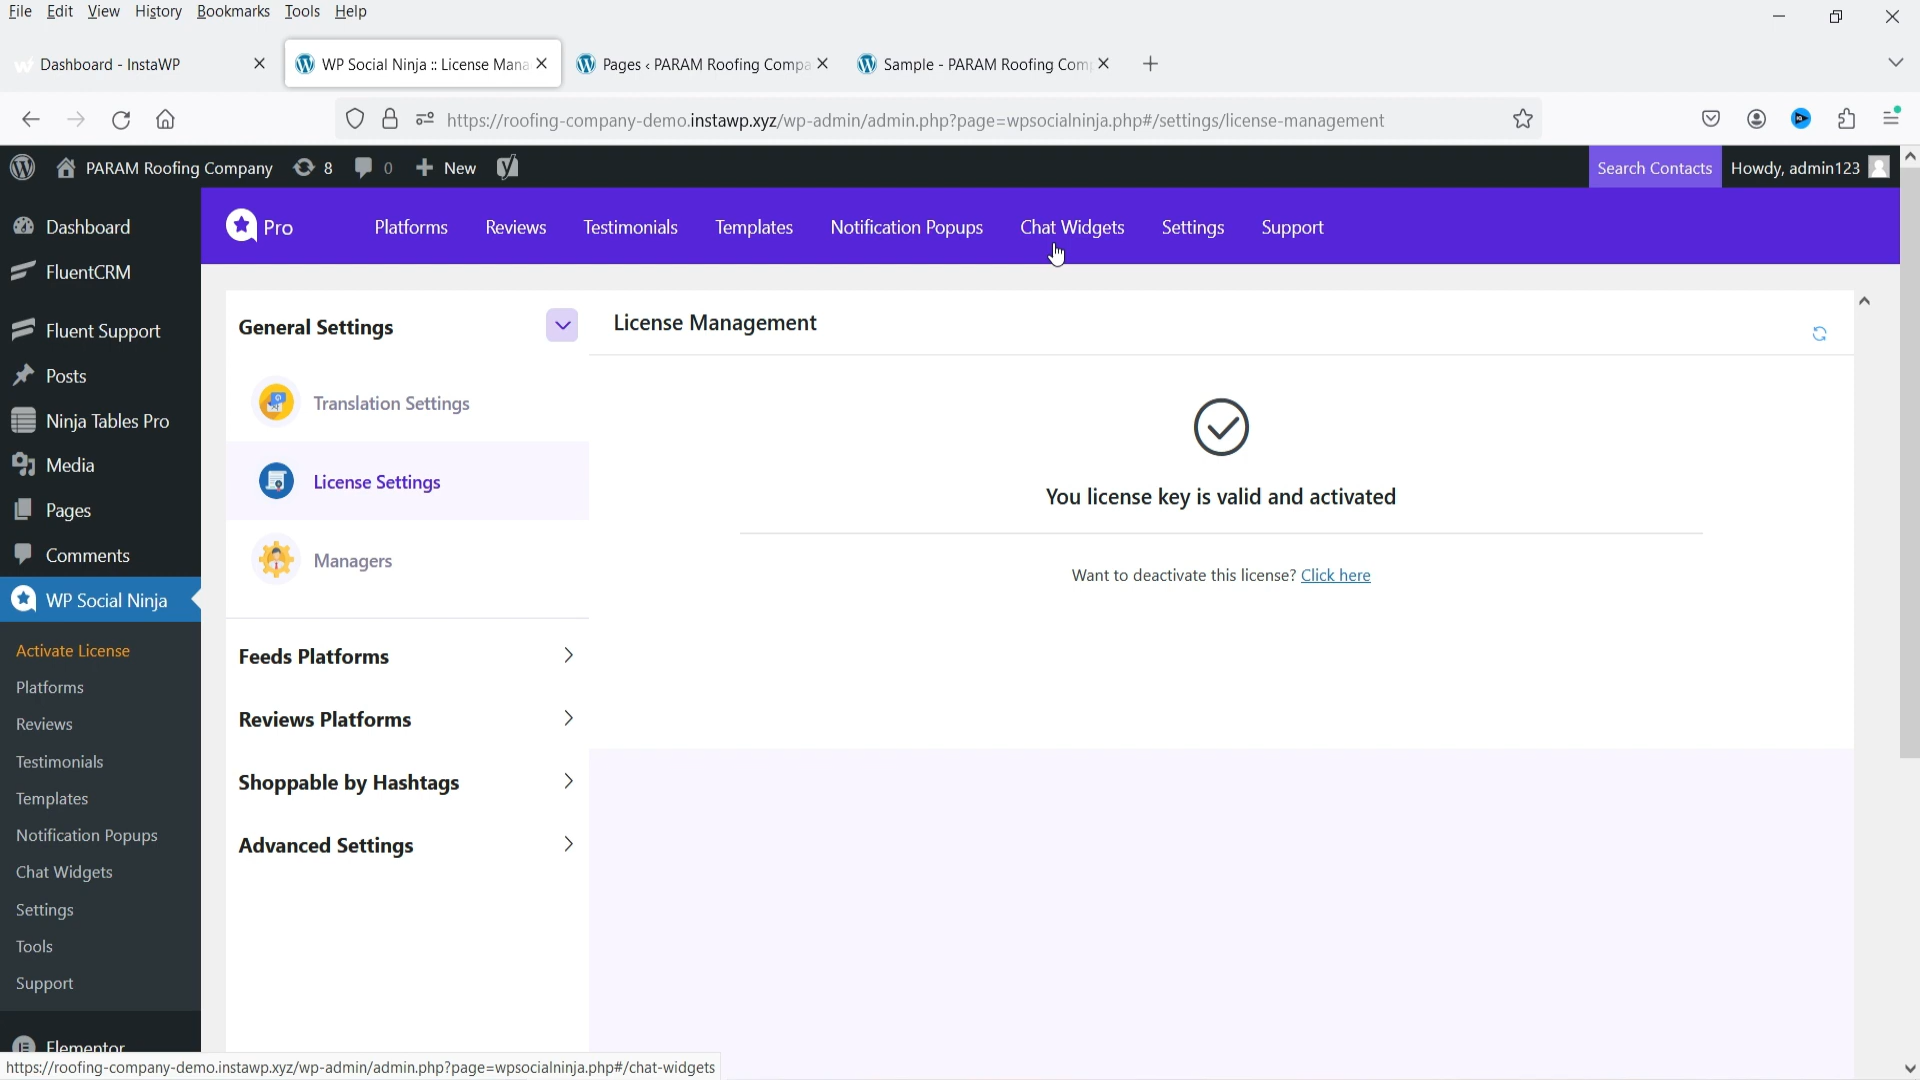 File Edit View History Bookmarks Tools Help
Dashboard - InstaWP
WP Social Ninja :: License Mana
Pages ‹ PARAM Roofing Compa
Sample - PARAM Roofing Com
https://roofing-company-demo.instawp.xyz/wp-admin/admin.php?page=wpsocialninja.php#/settings/license-management
PARAM Roofing Company 8 0 New
Search Contacts Howdy, admin123
Dashboard
FluentCRM
Fluent Support
Posts
Ninja Tables Pro
Media
Pages
Comments
WP Social Ninja
Activate License
Platforms
Reviews
Testimonials
Templates
Notification Popups
Chat Widgets
Settings
Tools
Support
Elementor
Pro Platforms Reviews Testimonials Templates Notification Popups Chat Widgets Settings Support
General Settings
Translation Settings
License Settings
Managers
Feeds Platforms
Reviews Platforms
Shoppable by Hashtags
Advanced Settings
License Management
You license key is valid and activated
Want to deactivate this license? Click here
https://roofing-company-demo.instawp.xyz/wp-admin/admin.php?page=wpsocialninja.php#/chat-widgets